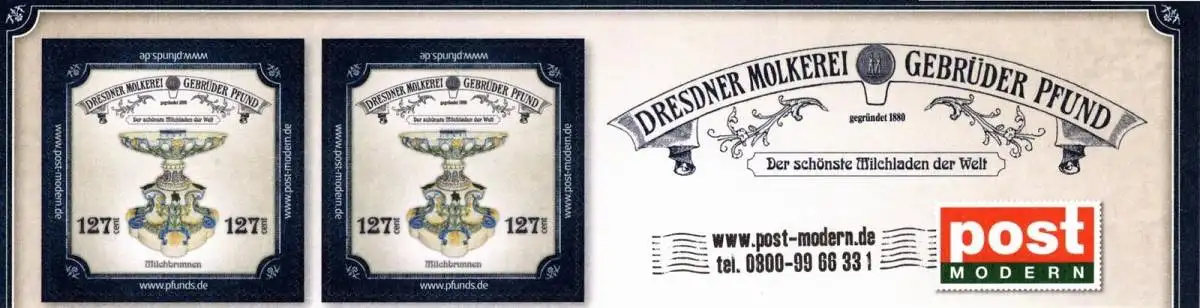 www.pfunds.de
DRESDNER MOLKEREI GEBRÜDER PFUND
gegründet 1880
Der schönste Milchladen der Welt
www.post-modern.de
www.post-modern.de
127 cent 127 cent
Milchbrunnen
www.pfunds.de
www.pfunds.de
DRESDNER MOLKEREI GEBRÜDER PFUND
gegründet 1880
Der schönste Milchladen der Welt
www.post-modern.de
www.post-modern.de
127 cent 127 cent
Milchbrunnen
www.pfunds.de
DRESDNER MOLKEREI GEBRÜDER PFUND
gegründet 1880
Der schönste Milchladen der Welt
www.post-modern.de
tel. 0800-99 66 33 1
post
MODERN